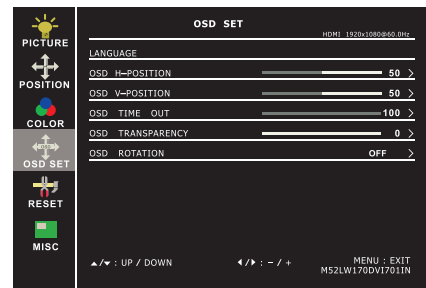 OSD SET
HDMI 1920x1080@60.0Hz
PICTURE
POSITION
COLOR
OSD
OSD SET
RESET
MISC
LANGUAGE
OSD H-POSITION 50 >
OSD V-POSITION 50 >
OSD TIME OUT 100 >
OSD TRANSPARENCY 0 >
OSD ROTATION OFF >
▲/▼ : UP / DOWN ◀/▶ : - / + MENU : EXIT
M52LW170DVI701IN